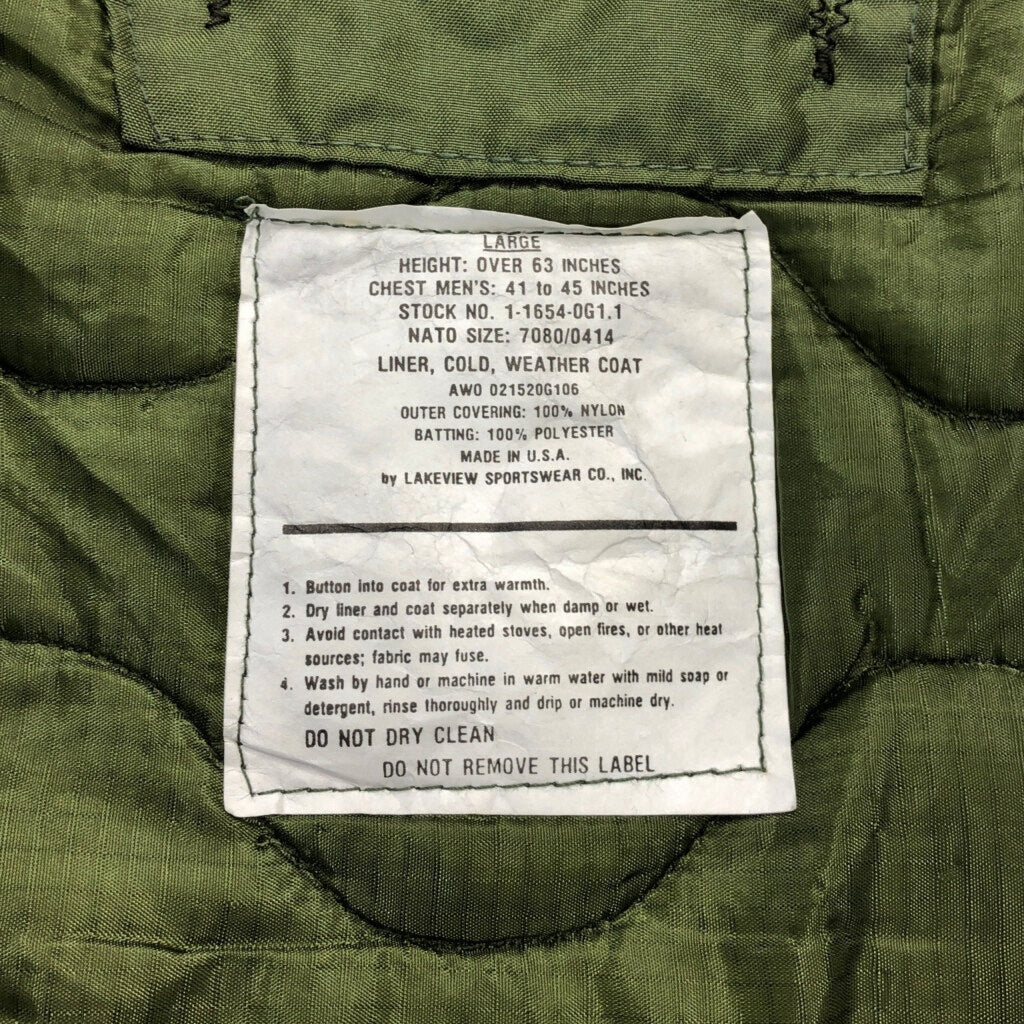 LARGE
HEIGHT: OVER 63 INCHES
CHEST MEN'S: 41 to 45 INCHES
STOCK NO. 1-1654-0G1.1
NATO SIZE: 7080/0414
LINER, COLD, WEATHER COAT
AWO 021520G106
OUTER COVERING: 100% NYLON
BATTING: 100% POLYESTER
MADE IN U.S.A.
by LAKEVIEW SPORTSWEAR CO., INC.
1. Button into coat for extra warmth.
2. Dry liner and coat separately when damp or wet.
3. Avoid contact with heated stoves, open fires, or other heat
sources; fabric may fuse.
4. Wash by hand or machine in warm water with mild soap or
detergent, rinse thoroughly and drip or machine dry.
DO NOT DRY CLEAN
DO NOT REMOVE THIS LABEL